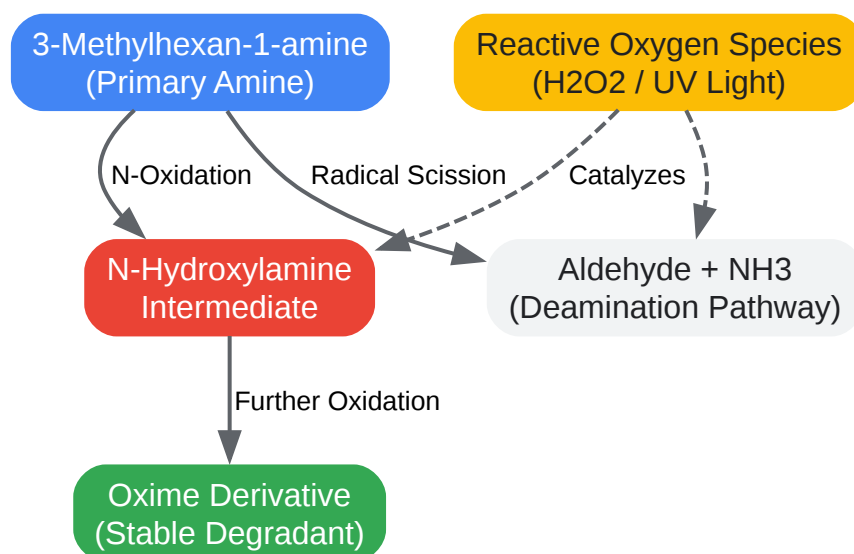 3-Methylhexan-1-amine
(Primary Amine)
Reactive Oxygen Species
(H2O2 / UV Light)
N-Oxidation
Radical Scission
Catalyzes
N-Hydroxylamine
Intermediate
Aldehyde + NH3
(Deamination Pathway)
Further Oxidation
Oxime Derivative
(Stable Degradant)